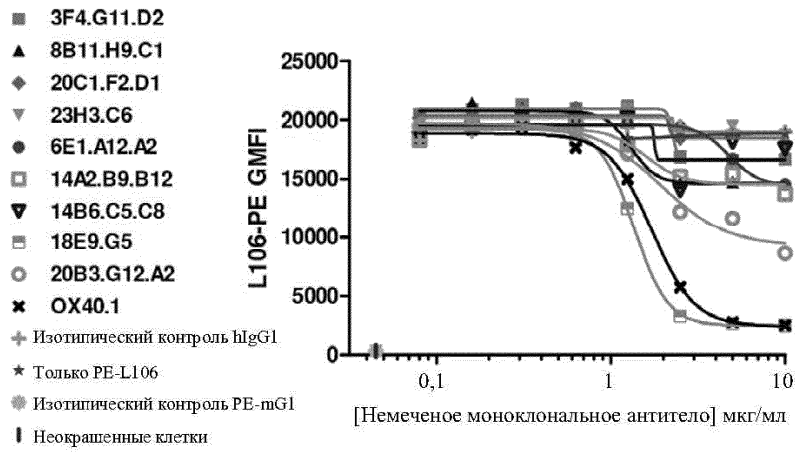 3F4.G11.D2
8B11.H9.C1
20C1.F2.D1
23H3.C6
6E1.A12.A2
14A2.B9.B12
14B6.C5.C8
18E9.G5
20B3.G12.A2
OX40.1
Изотипический контроль hIgG1
Только PE-L106
Изотипический контроль PE-mG1
Неокрашенные клетки
L106-PE GMFI
25000
20000
15000
10000
5000
0
0,1
1
10
[Немеченое моноклональное антитело] мкг/мл